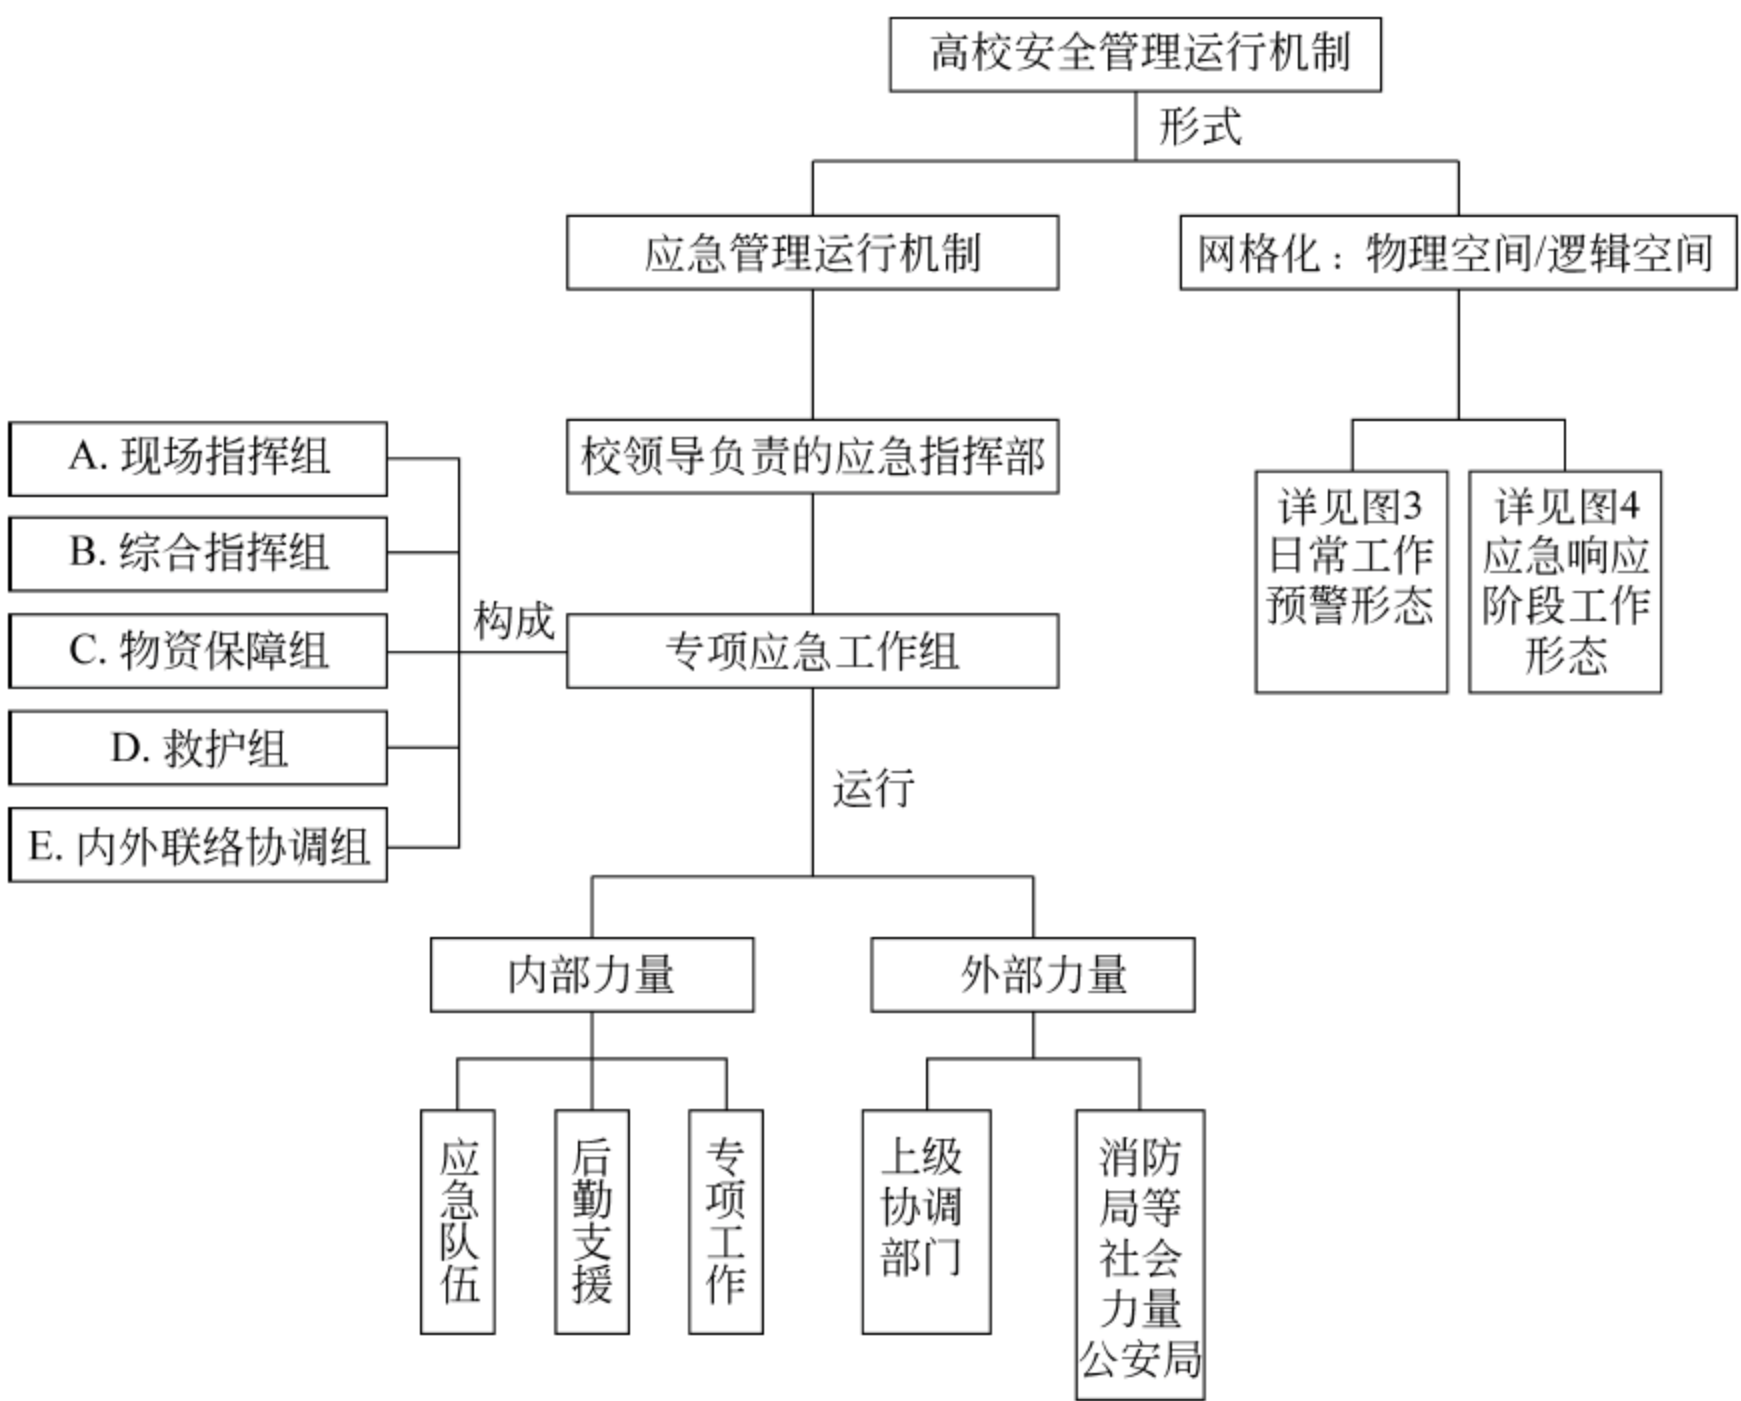 高校安全管理运行机制
形式
应急管理运行机制
网格化：物理空间/逻辑空间
校领导负责的应急指挥部
详见图3
日常工作
预警形态
详见图4
应急响应
阶段工作
形态
A. 现场指挥组
B. 综合指挥组
C. 物资保障组
D. 救护组
E. 内外联络协调组
构成
专项应急工作组
运行
内部力量
外部力量
应急队伍
后勤支援
专项工作
上级
协调
部门
消防
局等
社会
力量
公安局